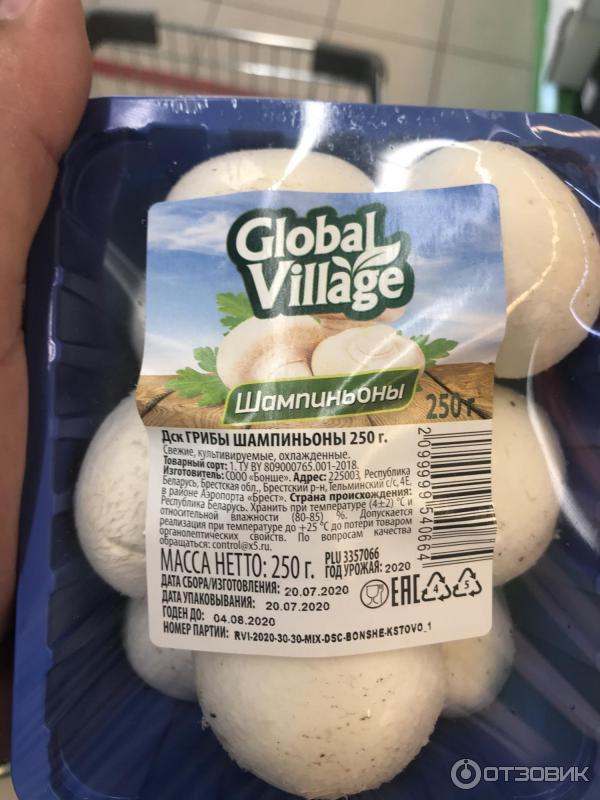 Global
Village
Шампиньоны
250 г
Дск ГРИБЫ ШАМПИНЬОНЫ 250 г.
Свежие, культивируемые, охлажденные.
Товарный сорт: 1. ТУ BY 809000765.001-2018.
Изготовитель: СООО «Бонше». Адрес: 225003, Республика
Беларусь, Брестская обл., Брестский р-н, Тельминский с/с, 4Е,
в районе Аэропорта «Брест». Страна происхождения:
Республика Беларусь. Хранить при температуре (4±2) °С и
относительной влажности (80-85) %. Допускается
реализация при температуре до +25 °С до потери товаром
органолептических свойств. По вопросам качества
обращаться: control@x5.ru.
PLU 3357066
МАССА НЕТТО: 250 г. ГОД УРОЖАЯ: 2020
ДАТА СБОРА/ИЗГОТОВЛЕНИЯ: 20.07.2020
ДАТА УПАКОВЫВАНИЯ: 20.07.2020
ГОДЕН ДО 04.08.2020
НОМЕР ПАРТИИ: RVI-2020-30-39-MIX-DSC-BONSHE-KSTOVO_1
EAC 4 5
2099999540664
ОТЗОВИК